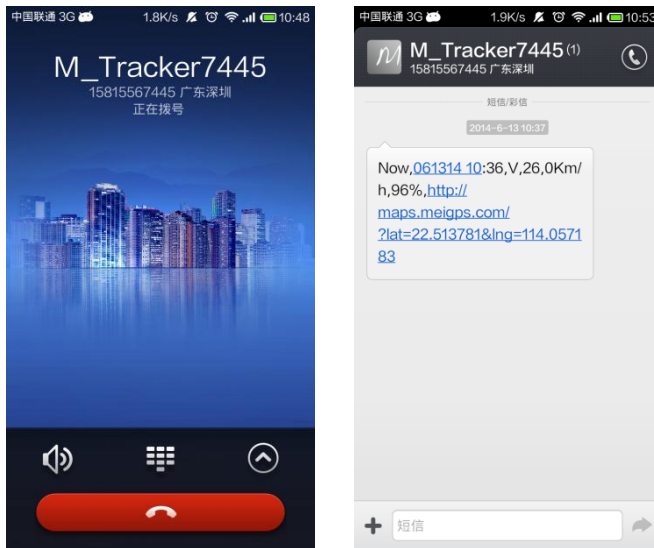 中国联通 3G 1.8K/s 10:48
M_Tracker7445
15815567445 广东深圳
正在拨号
中国联通 3G 1.9K/s 10:53
M_Tracker7445(1)
15815567445 广东深圳
短信/彩信
2014-6-13 10:37
Now,061314 10:36,V,26,0Km/
h,96%,http://
maps.meigps.com/
?lat=22.513781&lng=114.0571
83
短信